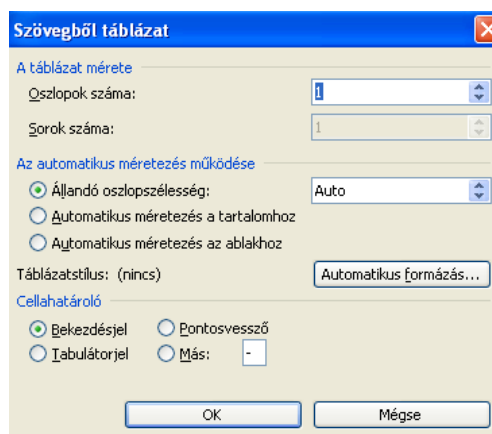 Szövegből táblázat
A táblázat mérete
Oszlopok száma: 1
Sorok száma: 1
Az automatikus méretezés működése
Állandó oszlopszélesség: Auto
Automatikus méretezés a tartalomhoz
Automatikus méretezés az ablakhoz
Táblázatstílus: (nincs) Automatikus formázás...
Cellahatároló
Bekezdésjel Pontosvessző
Tabulátorjel Más: -
OK Mégse